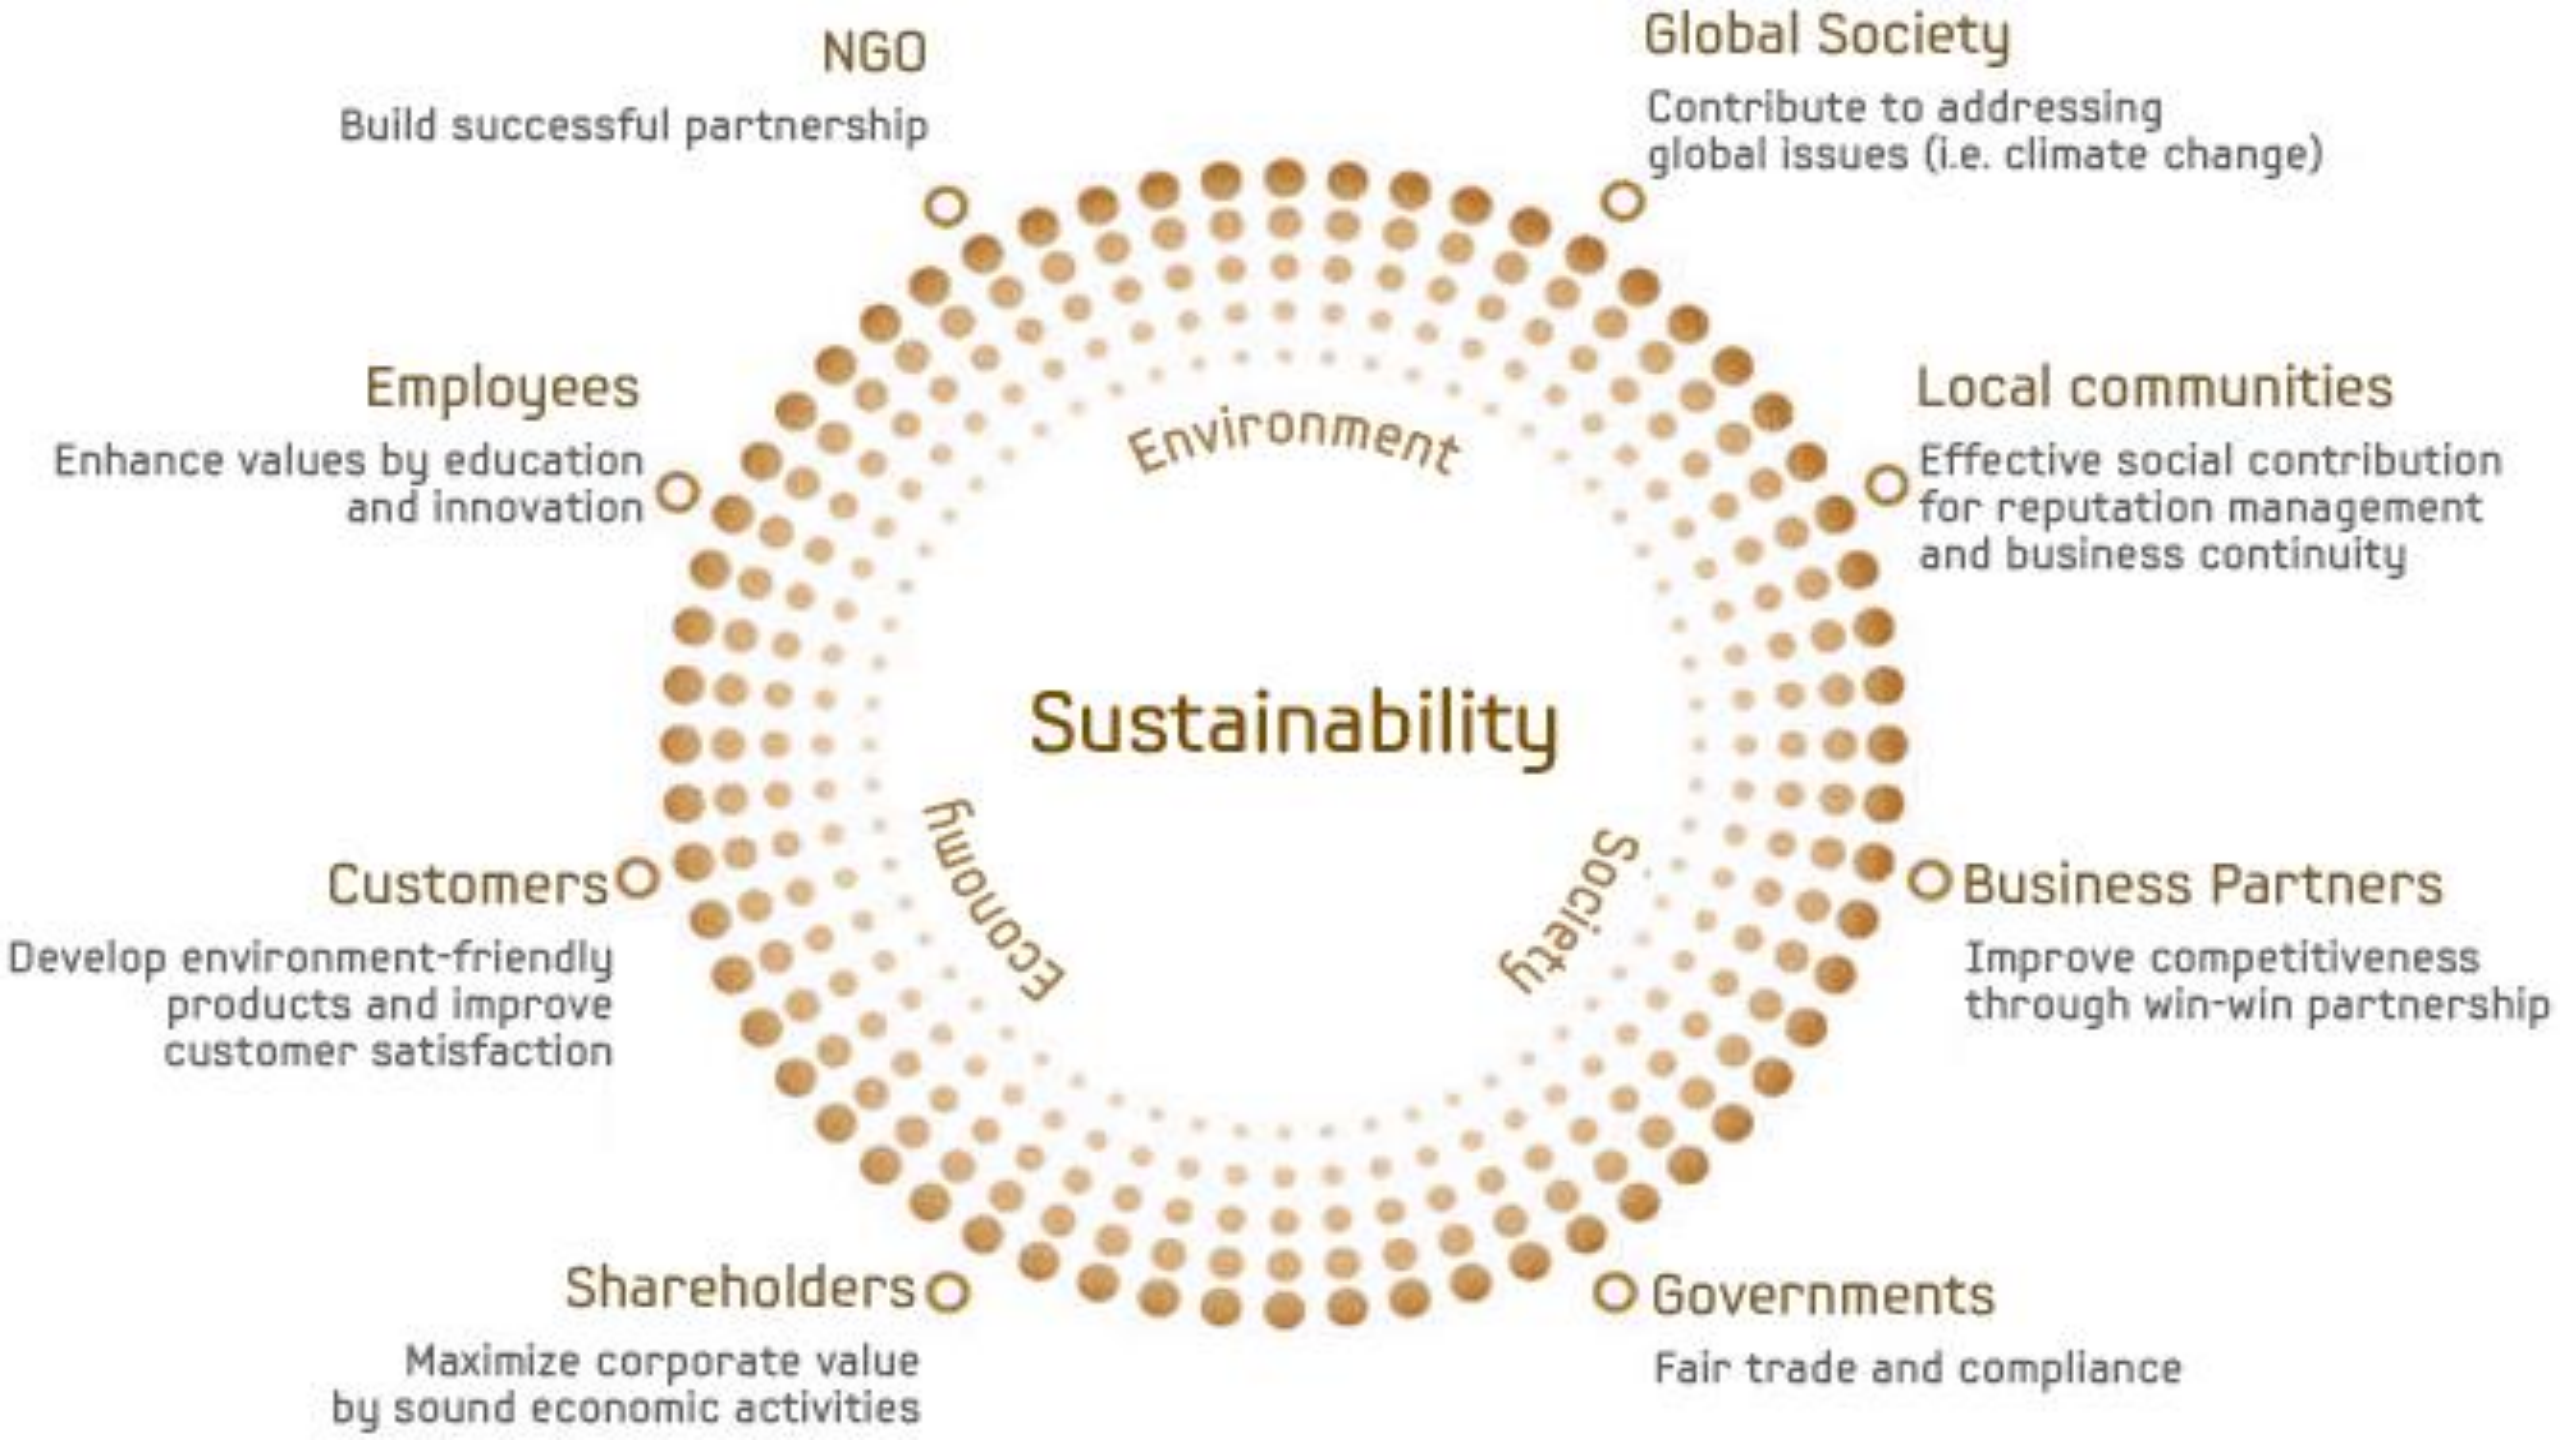 NGO
Build successful partnership
Global Society
Contribute to addressing
global issues (i.e. climate change)
Employees
Enhance values by education
and innovation
Local communities
Effective social contribution
for reputation management
and business continuity
Environment
Sustainability
Economy
Society
Customers
Develop environment-friendly
products and improve
customer satisfaction
Business Partners
Improve competitiveness
through win-win partnership
Shareholders
Maximize corporate value
by sound economic activities
Governments
Fair trade and compliance